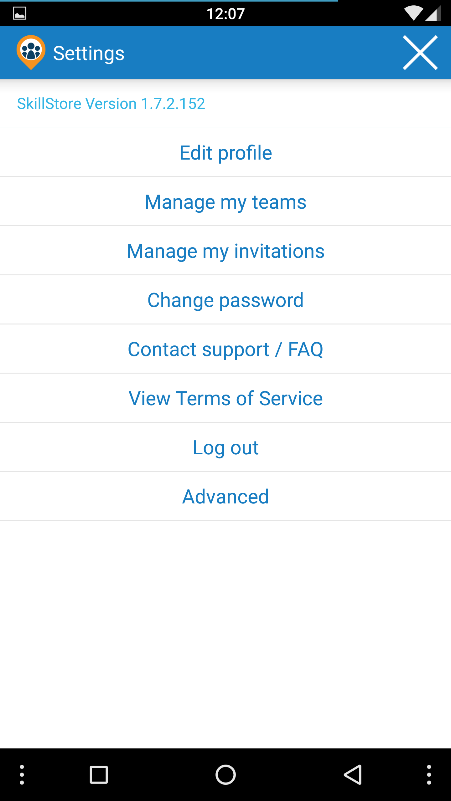 12:07
Settings
SkillStore Version 1.7.2.152
Edit profile
Manage my teams
Manage my invitations
Change password
Contact support / FAQ
View Terms of Service
Log out
Advanced